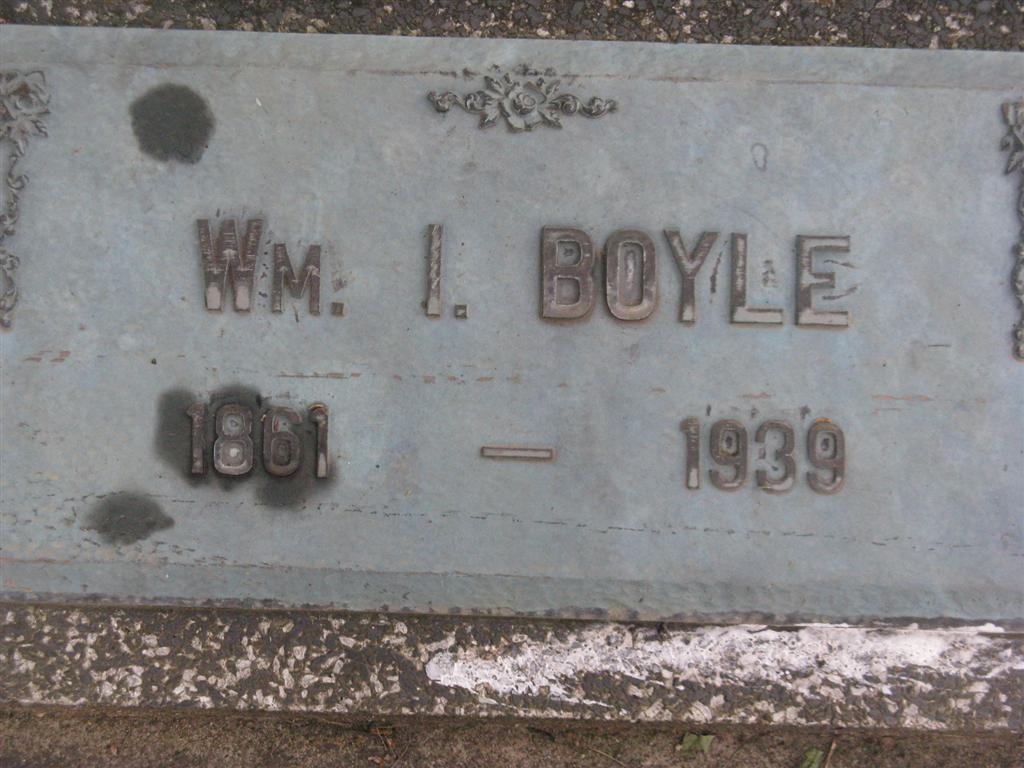 Wm. I. BOYLE
1861 — 1939